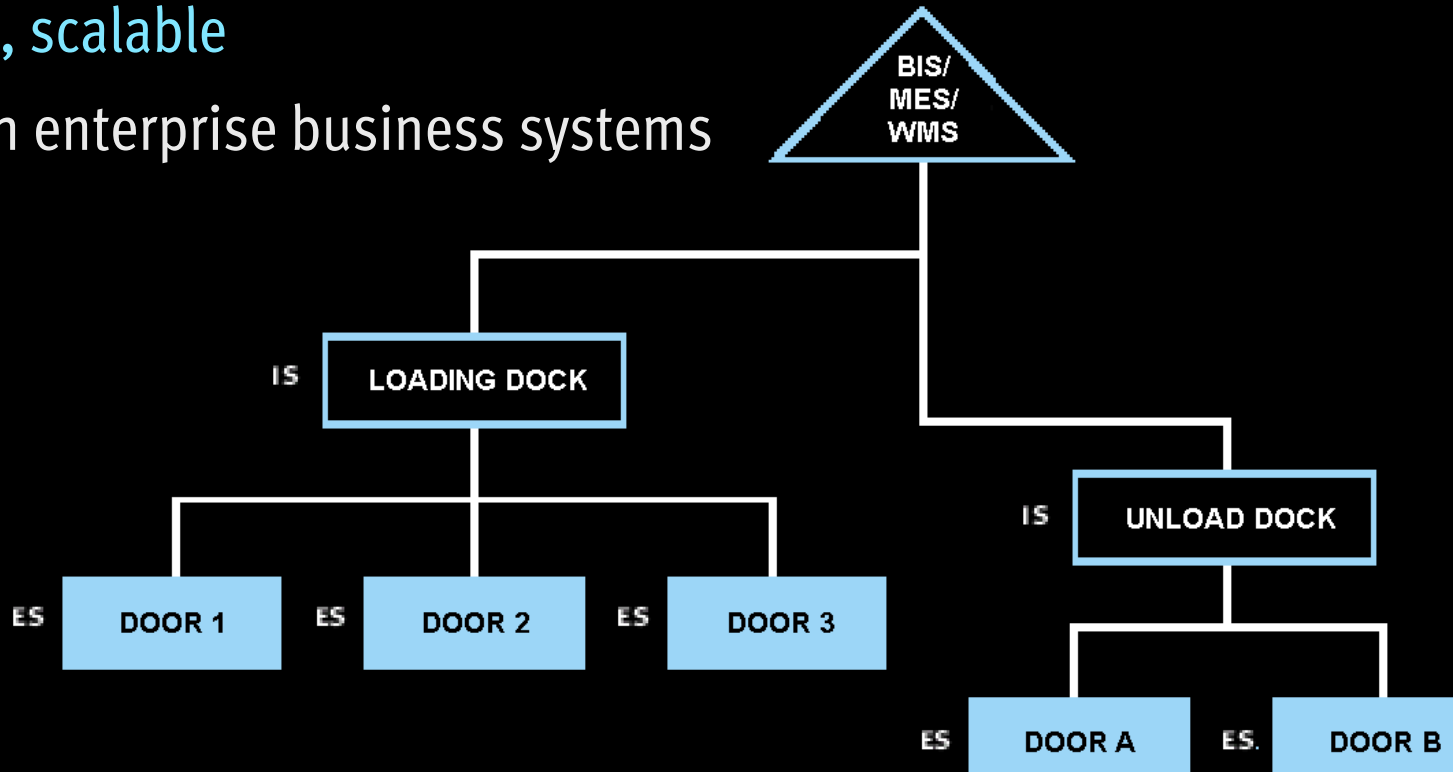 , scalable
n enterprise business systems
BIS/
MES/
WMS
IS
LOADING DOCK
IS
UNLOAD DOCK
ES
DOOR 1
ES
DOOR 2
ES
DOOR 3
ES
DOOR A
ES.
DOOR B